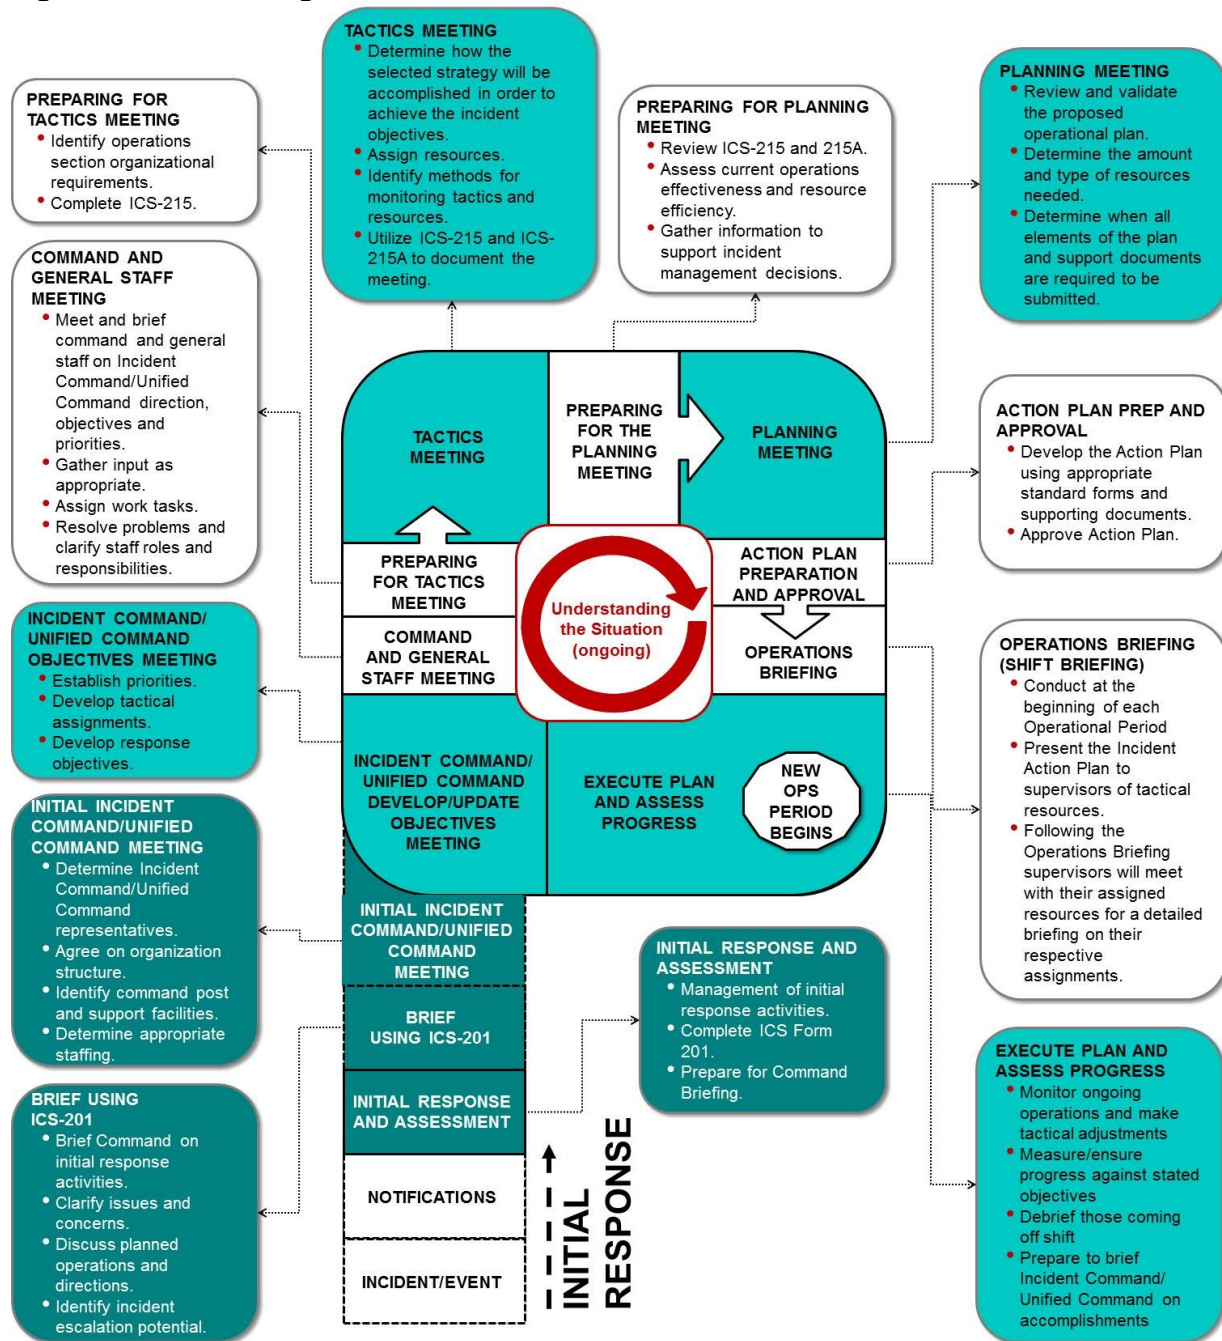 TACTICS MEETING
• Determine how the
selected strategy will be
accomplished in order to
achieve the incident
objectives.
• Assign resources.
• Identify methods for
monitoring tactics and
resources.
• Utilize ICS-215 and ICS-
215A to document the
meeting.
PREPARING FOR
TACTICS MEETING
• Identify operations
section organizational
requirements.
• Complete ICS-215.
PREPARING FOR PLANNING
MEETING
• Review ICS-215 and 215A.
• Assess current operations
effectiveness and resource
efficiency.
• Gather information to
support incident
management decisions.
PLANNING MEETING
• Review and validate
the proposed
operational plan.
• Determine the amount
and type of resources
needed.
• Determine when all
elements of the plan
and support documents
are required to be
submitted.
COMMAND AND
GENERAL STAFF
MEETING
• Meet and brief
command and general
staff on Incident
Command/Unified
Command direction,
objectives and
priorities.
• Gather input as
appropriate.
• Assign work tasks.
• Resolve problems and
clarify staff roles and
responsibilities.
ACTION PLAN PREP AND
APPROVAL
• Develop the Action Plan
using appropriate
standard forms and
supporting documents.
• Approve Action Plan.
TACTICS
MEETING
PREPARING
FOR THE
PLANNING
MEETING
PLANNING
MEETING
PREPARING
FOR TACTICS
MEETING
COMMAND
AND GENERAL
STAFF MEETING
Understanding
the Situation
(ongoing)
ACTION PLAN
PREPARATION
AND APPROVAL
OPERATIONS
BRIEFING
INCIDENT COMMAND/
UNIFIED COMMAND
DEVELOP/UPDATE
OBJECTIVES
MEETING
EXECUTE PLAN
AND ASSESS
PROGRESS
NEW
OPS
PERIOD
BEGINS
INCIDENT COMMAND/
UNIFIED COMMAND
OBJECTIVES MEETING
• Establish priorities.
• Develop tactical
assignments.
• Develop response
objectives.
OPERATIONS BRIEFING
(SHIFT BRIEFING)
• Conduct at the
beginning of each
Operational Period
• Present the Incident
Action Plan to
supervisors of tactical
resources.
• Following the
Operations Briefing
supervisors will meet
with their assigned
resources for a detailed
briefing on their
respective
assignments.
INITIAL INCIDENT
COMMAND/UNIFIED
COMMAND MEETING
• Determine Incident
Command/Unified
Command
representatives.
• Agree on organization
structure.
• Identify command post
and support facilities.
• Determine appropriate
staffing.
INITIAL INCIDENT
COMMAND/UNIFIED
COMMAND
MEETING
BRIEF
USING ICS-201
INITIAL RESPONSE
AND ASSESSMENT
NOTIFICATIONS
INCIDENT/EVENT
INITIAL
RESPONSE
INITIAL RESPONSE AND
ASSESSMENT
• Management of initial
response activities.
• Complete ICS Form
201.
• Prepare for Command
Briefing.
BRIEF USING
ICS-201
• Brief Command on
initial response
activities.
• Clarify issues and
concerns.
• Discuss planned
operations and
directions.
• Identify incident
escalation potential.
EXECUTE PLAN AND
ASSESS PROGRESS
• Monitor ongoing
operations and make
tactical adjustments
• Measure/ensure
progress against stated
objectives
• Debrief those coming
off shift
• Prepare to brief
Incident Command/
Unified Command on
accomplishments